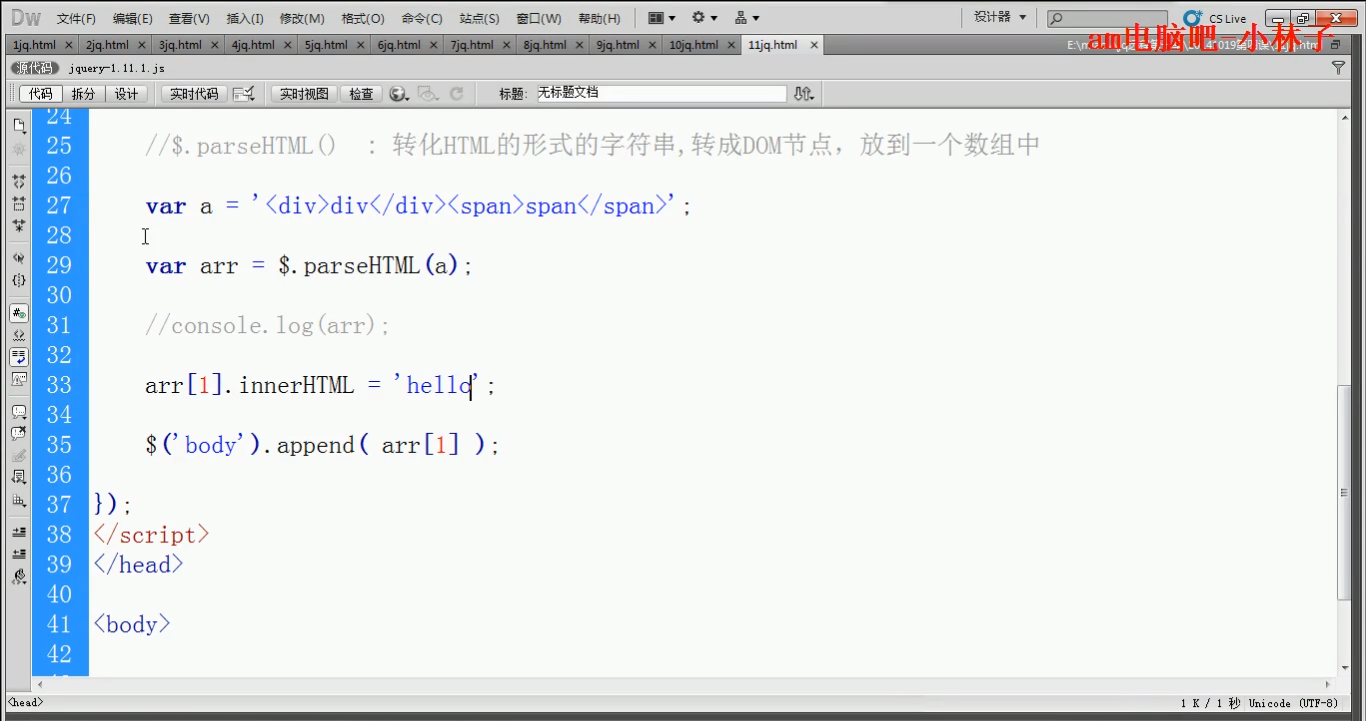 Dw 文件(F) 编辑(E) 查看(V) 插入(I) 修改(M) 格式(O) 命令(C) 站点(S) 窗口(W) 帮助(H) 设计器 CS Live
am电脑吧-小林子
1jq.html 2jq.html 3jq.html 4jq.html 5jq.html 6jq.html 7jq.html 8jq.html 9jq.html 10jq.html 11jq.html
源代码 jquery-1.11.1.js
代码 拆分 设计 实时代码 实时视图 检查 标题: 无标题文档
24
25 //$.parseHTML() : 转化HTML的形式的字符串,转成DOM节点，放到一个数组中
26
27 var a = '<div>div</div><span>span</span>';
28
29 var arr = $.parseHTML(a);
30
31 //console.log(arr);
32
33 arr[1].innerHTML = 'hello';
34
35 $('body').append( arr[1] );
36
37 });
38 </script>
39 </head>
40
41 <body>
42
<head> 1 K / 1 秒 Unicode (UTF-8)